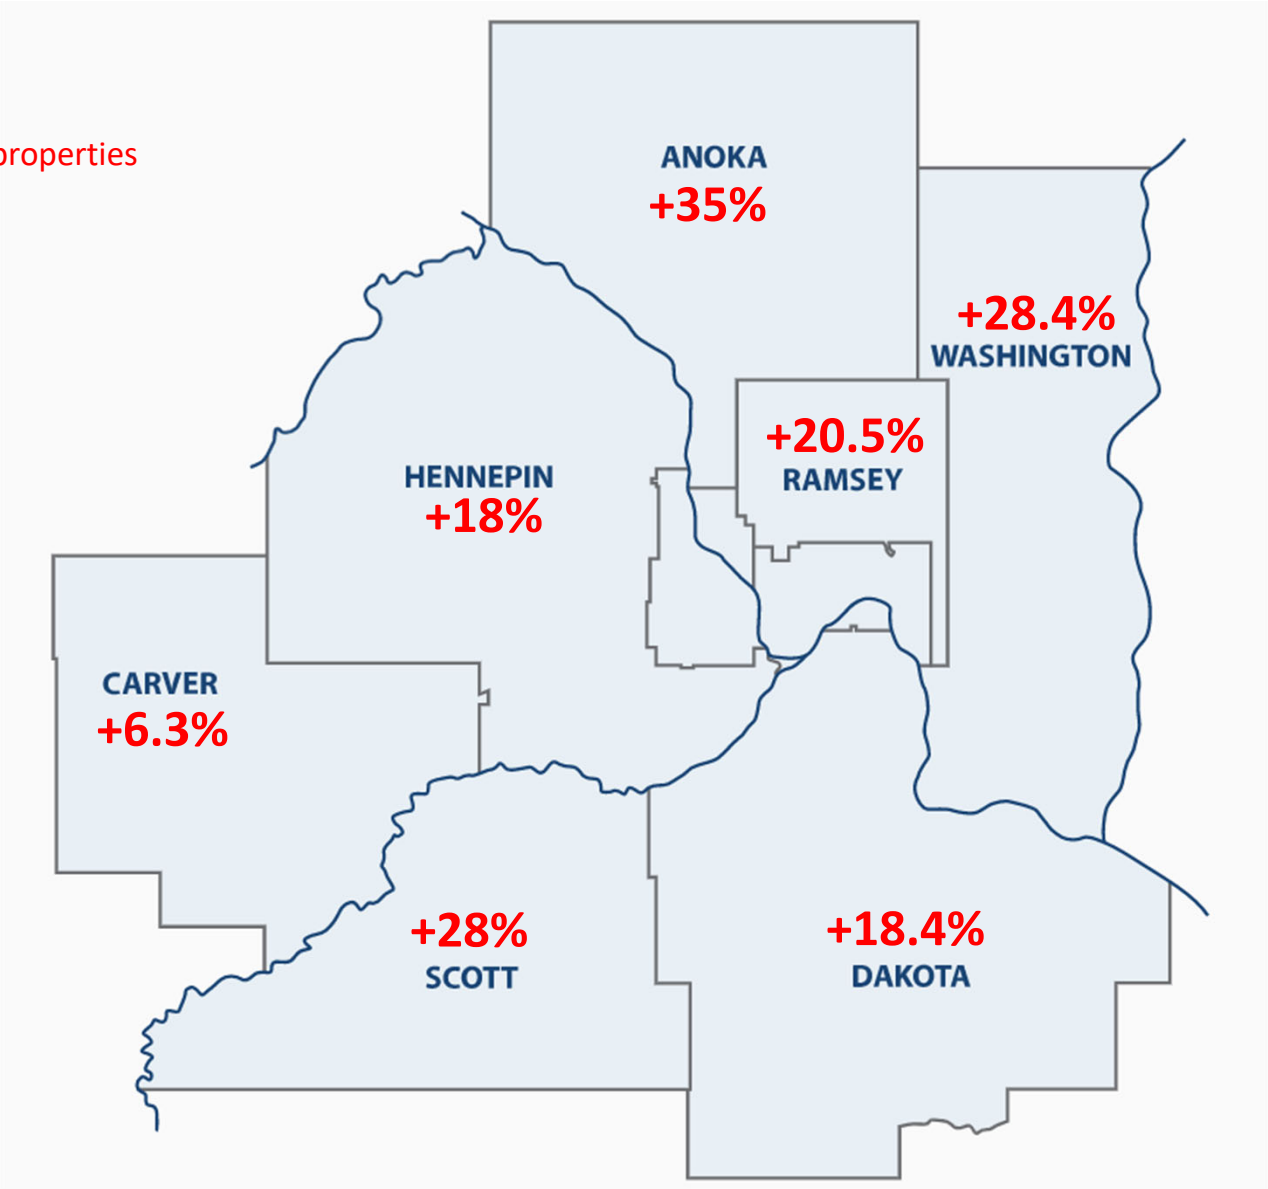 properties
ANOKA
+35%
+28.4%
WASHINGTON
+20.5%
RAMSEY
HENNEPIN
+18%
CARVER
+6.3%
+28%
SCOTT
+18.4%
DAKOTA